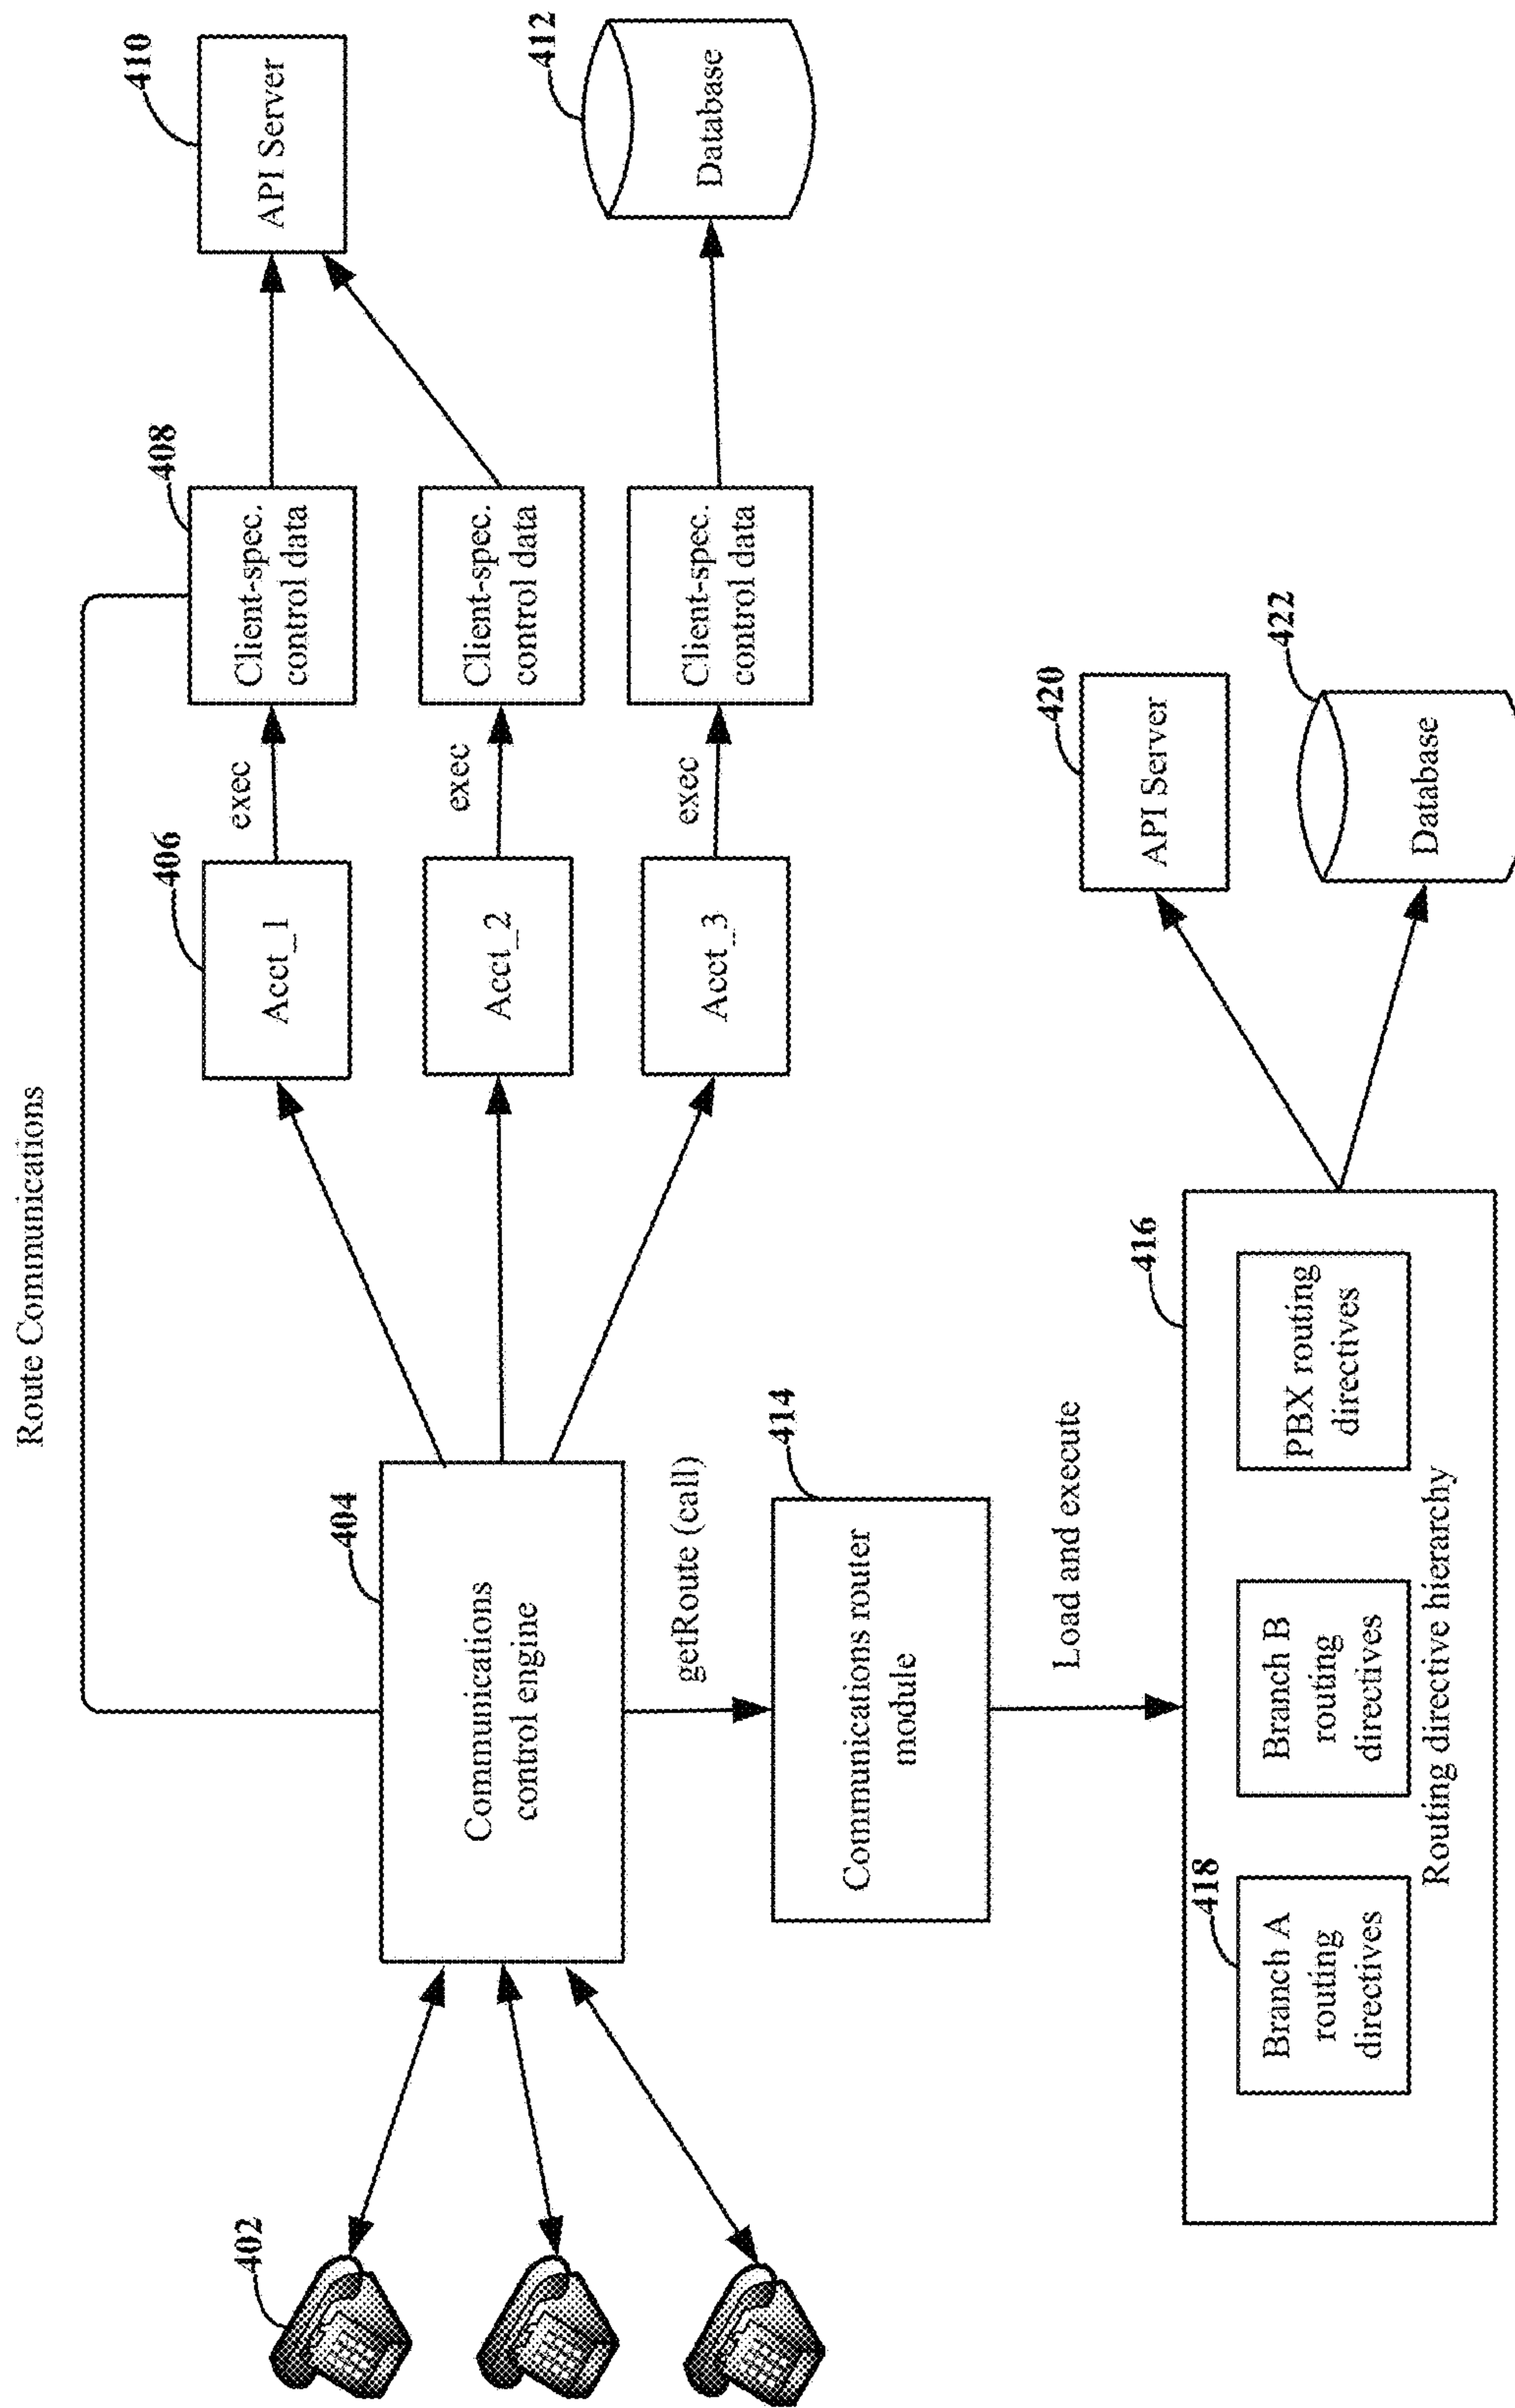 Route Communications
410
API Server
412
Database
408
Client-spec.
control data
Client-spec.
control data
Client-spec.
control data
exec
exec
exec
406
Acct_1
Acct_2
Acct_3
404
Communications
control engine
402
getRoute (call)
414
Communications router
module
Load and execute
416
418
Branch A
routing
directives
Branch B
routing
directives
PBX routing
directives
Routing directive hierarchy
420
API Server
422
Database